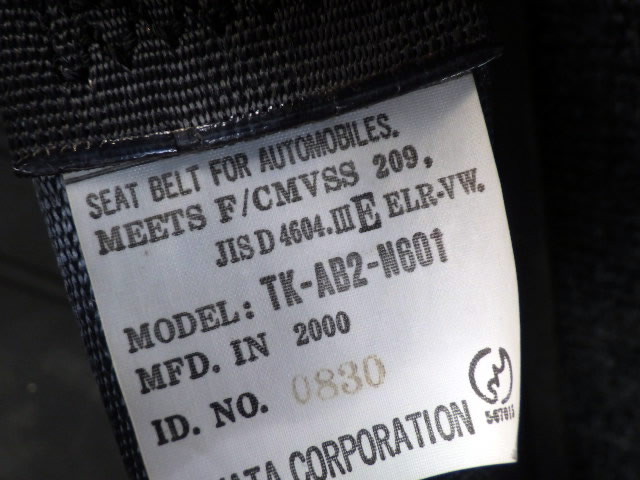 SEAT BELT FOR AUTOMOBILES.
MEETS F/CMVSS 209,
JIS D 4604.III E ELR-VW.
MODEL: TK-AB2-N601
MFD. IN 2000
ID. NO. 0830
CORPORATION